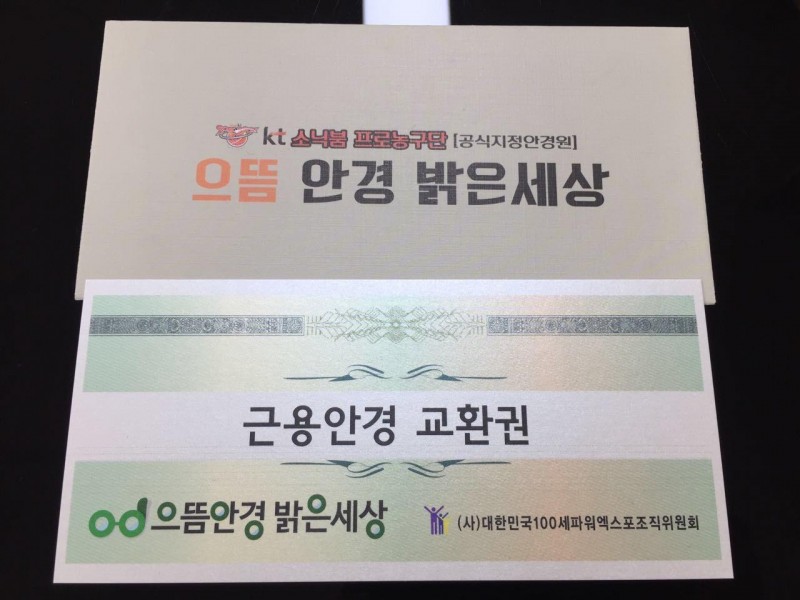 kt 소닉붐 프로농구단 [공식지정안경원]
으뜸 안경 밝은세상
근용안경 교환권
으뜸안경 밝은세상
(사)대한민국100세파워엑스포조직위원회